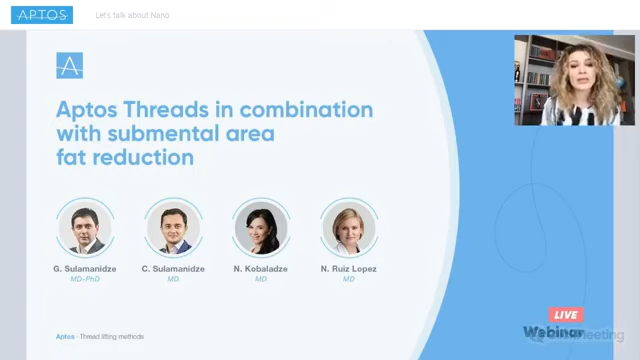 APTOS
Let's talk about Nano
Aptos Threads in combination
with submental area
fat reduction
G. Sulamanidze
MD-PhD
C. Sulamanidze
MD
N. Kobaladze
MD
N. Ruiz Lopez
MD
Aptos - Thread lifting methods
LIVE
Webinar